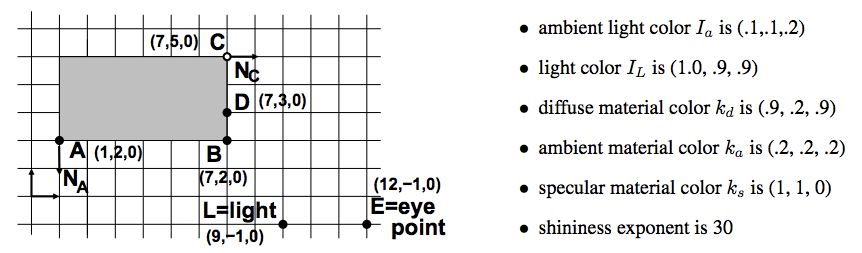 (7,5,0) C
N_C
D (7,3,0)
A (1,2,0)
B
N_A
(7,2,0)
(12,–1,0)
L=light
E=eye
point
(9,–1,0)
• ambient light color I_a is (.1,.1,.2)
• light color I_L is (1.0, .9, .9)
• diffuse material color k_d is (.9, .2, .9)
• ambient material color k_a is (.2, .2, .2)
• specular material color k_s is (1, 1, 0)
• shininess exponent is 30